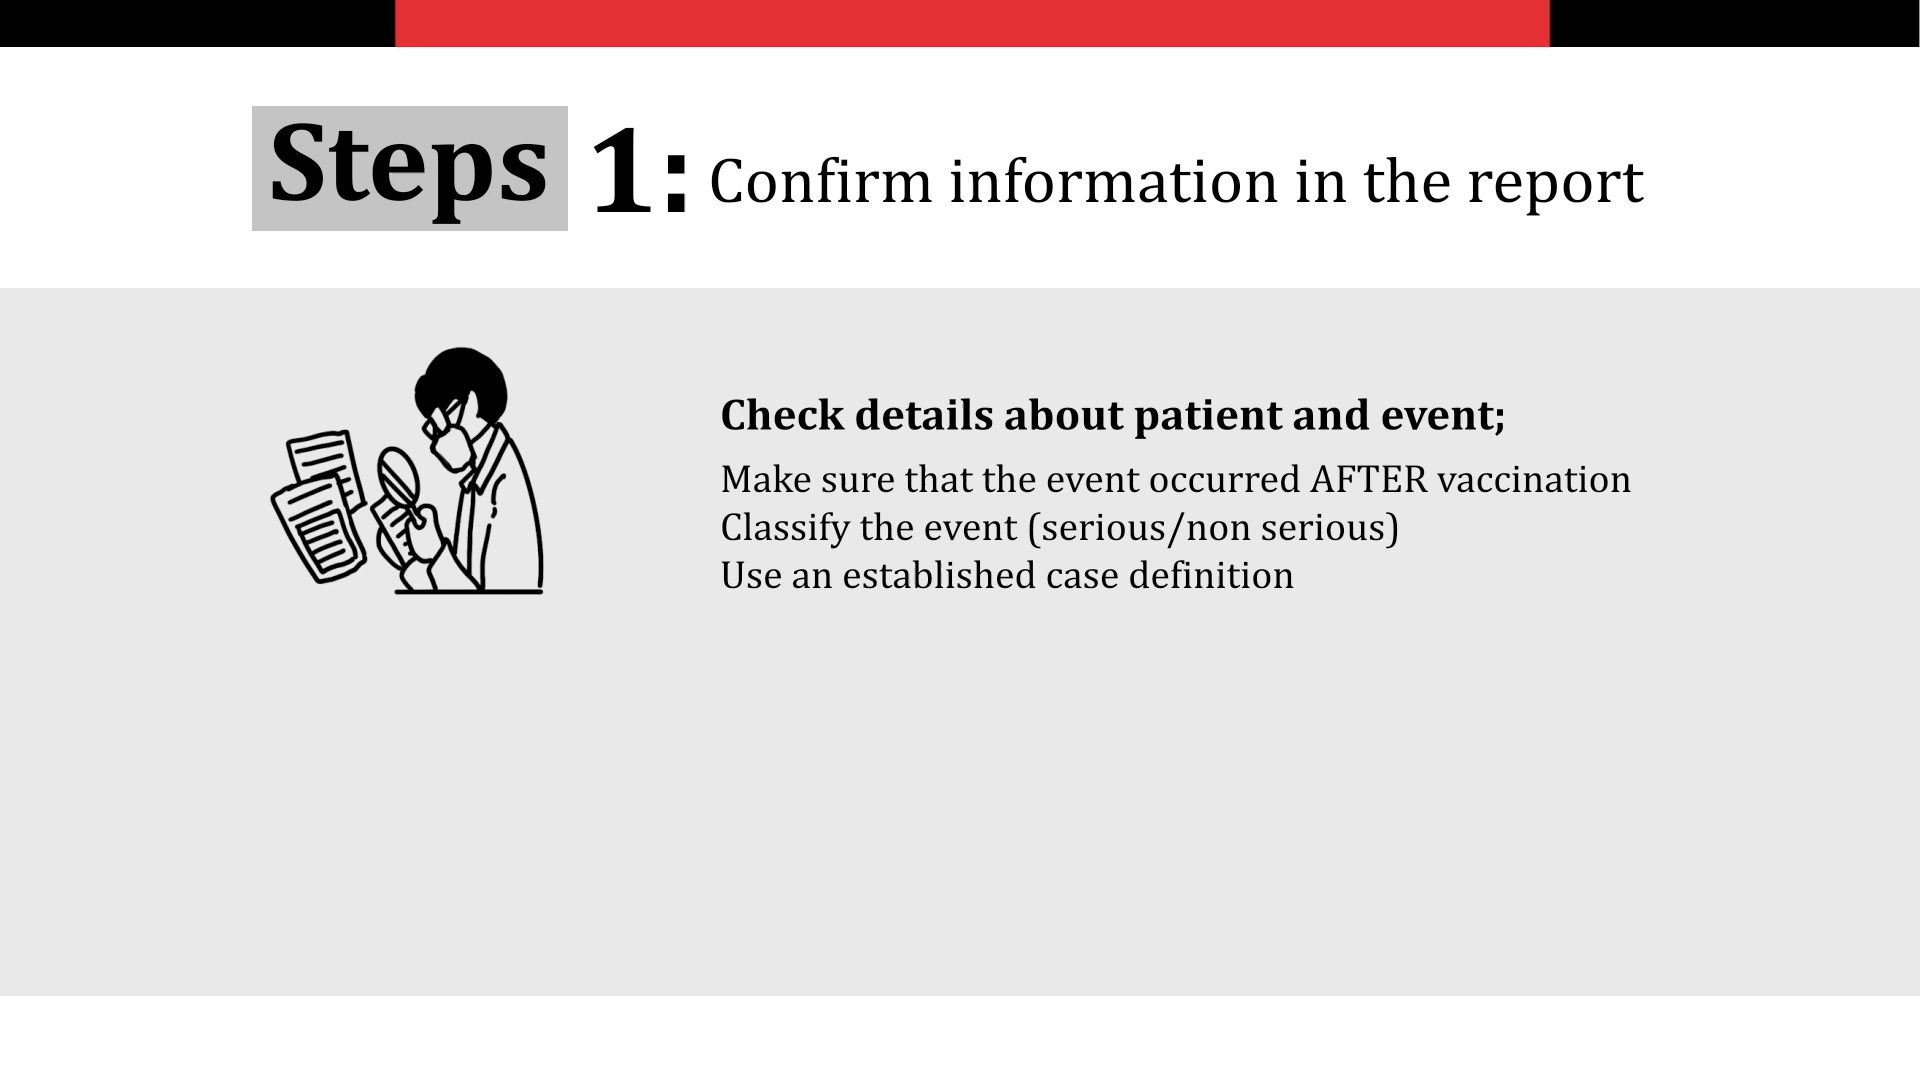 Steps 1: Confirm information in the report
Check details about patient and event;
Make sure that the event occurred AFTER vaccination
Classify the event (serious/non serious)
Use an established case definition